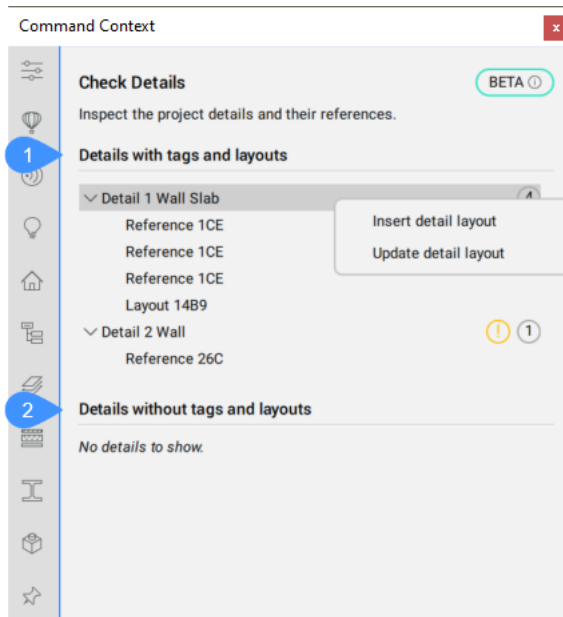 Command Context
x
Check Details
BETA
Inspect the project details and their references.
1
Details with tags and layouts
Detail 1 Wall Slab
4
Reference 1CE
Insert detail layout
Reference 1CE
Update detail layout
Reference 1CE
Layout 14B9
Detail 2 Wall
! 1
Reference 26C
2
Details without tags and layouts
No details to show.